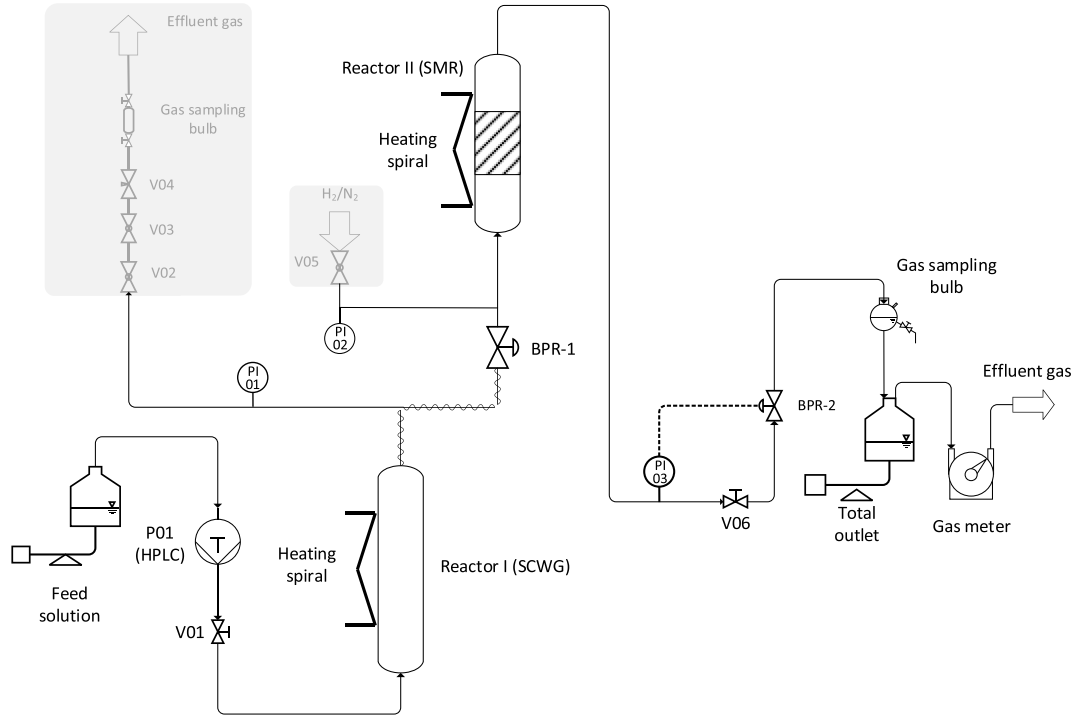 Effluent gas
Gas sampling
bulb
V04
V03
V02
H₂/N₂
V05
PI
02
Reactor II (SMR)
Heating
spiral
BPR-1
PI
01
Feed
solution
P01
(HPLC)
T
V01
Heating
spiral
Reactor I (SCWG)
PI
03
V06
BPR-2
Gas sampling
bulb
Total
outlet
Effluent gas
Gas meter